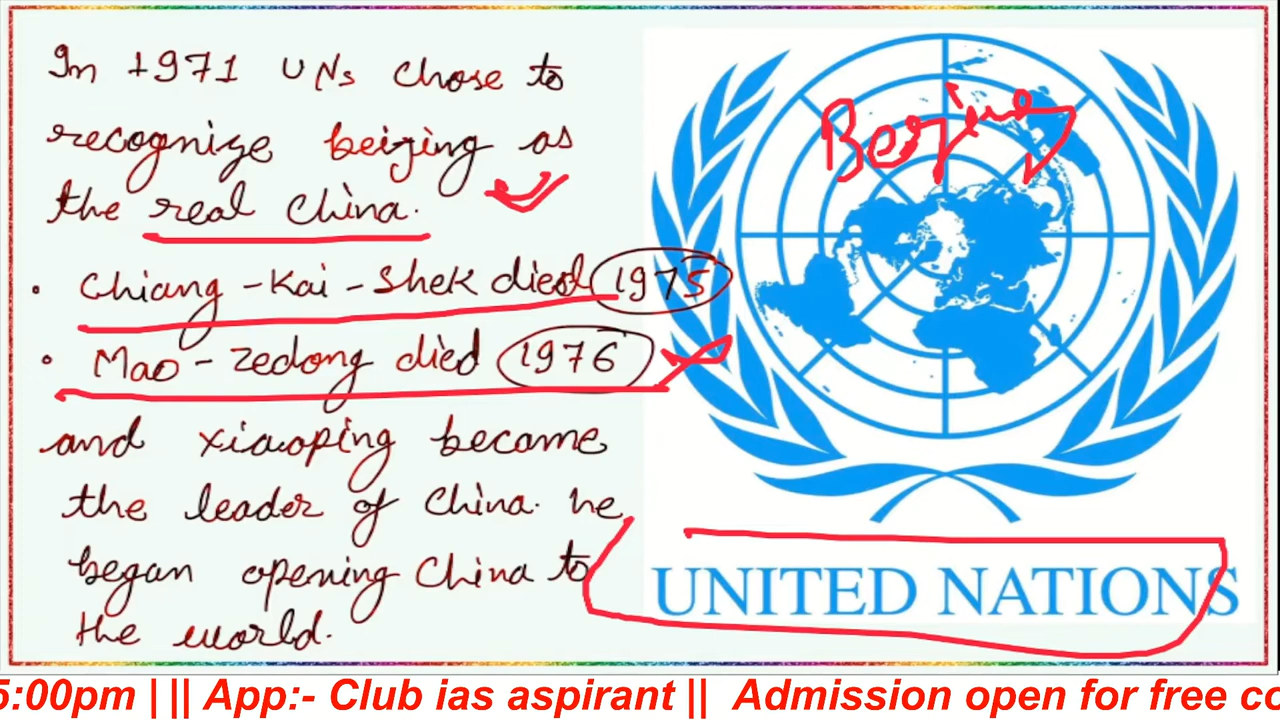 In 1971 UNs chose to
recognize beizing as
the real China.
Chiang-Kai-Shek died 1975
Mao-zedong died 1976
and xiaoping became
the leader of China. he
began opening China to
the world.
Beijing
UNITED NATIONS
5:00pm | || App:- Club ias aspirant || Admission open for free co